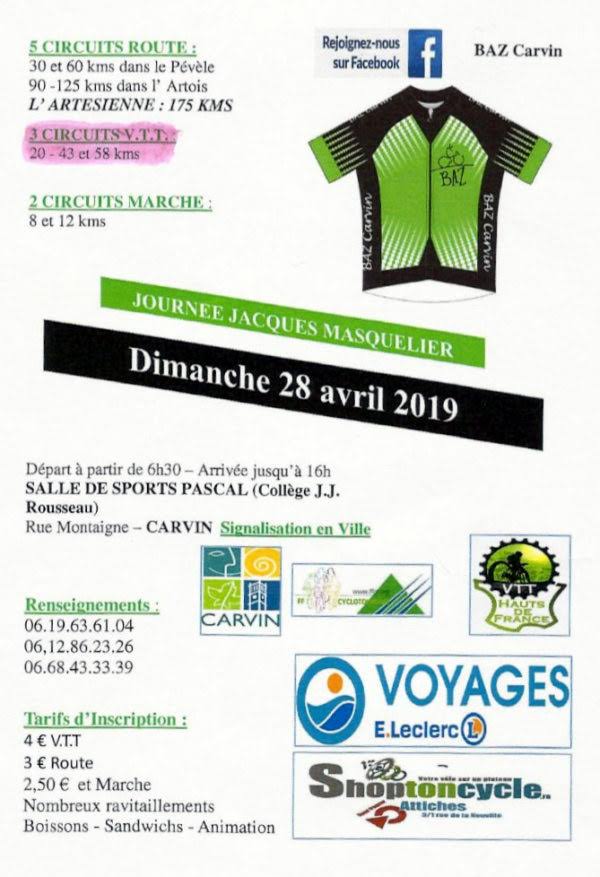 5 CIRCUITS ROUTE :
30 et 60 kms dans le Pévèle
90 -125 kms dans l' Artois
L' ARTESIENNE : 175 KMS
3 CIRCUITS V.T.T. :
20 - 43 et 58 kms
2 CIRCUITS MARCHE :
8 et 12 kms
Rejoignez-nous
sur Facebook
f
BAZ Carvin
BAZ
BAZ Carvin
BAZ Carvin
JOURNEE JACQUES MASQUELIER
Dimanche 28 avril 2019
Départ à partir de 6h30 – Arrivée jusqu'à 16h
SALLE DE SPORTS PASCAL (Collège J.J.
Rousseau)
Rue Montaigne – CARVIN Signalisation en Ville
CARVIN
FF CYCLOTO
VTT
HAUTS
DE FRANCE
Renseignements :
06.19.63.61.04
06,12.86.23.26
06.68.43.33.39
VOYAGES
E.Leclerc L
Tarifs d'Inscription :
4 € V.T.T
3 € Route
2,50 € et Marche
Nombreux ravitaillements
Boissons - Sandwichs - Animation
Votre vélo sur un plateau
Shoptoncycle.fr
Attiches
3/1 rue de la Neuville